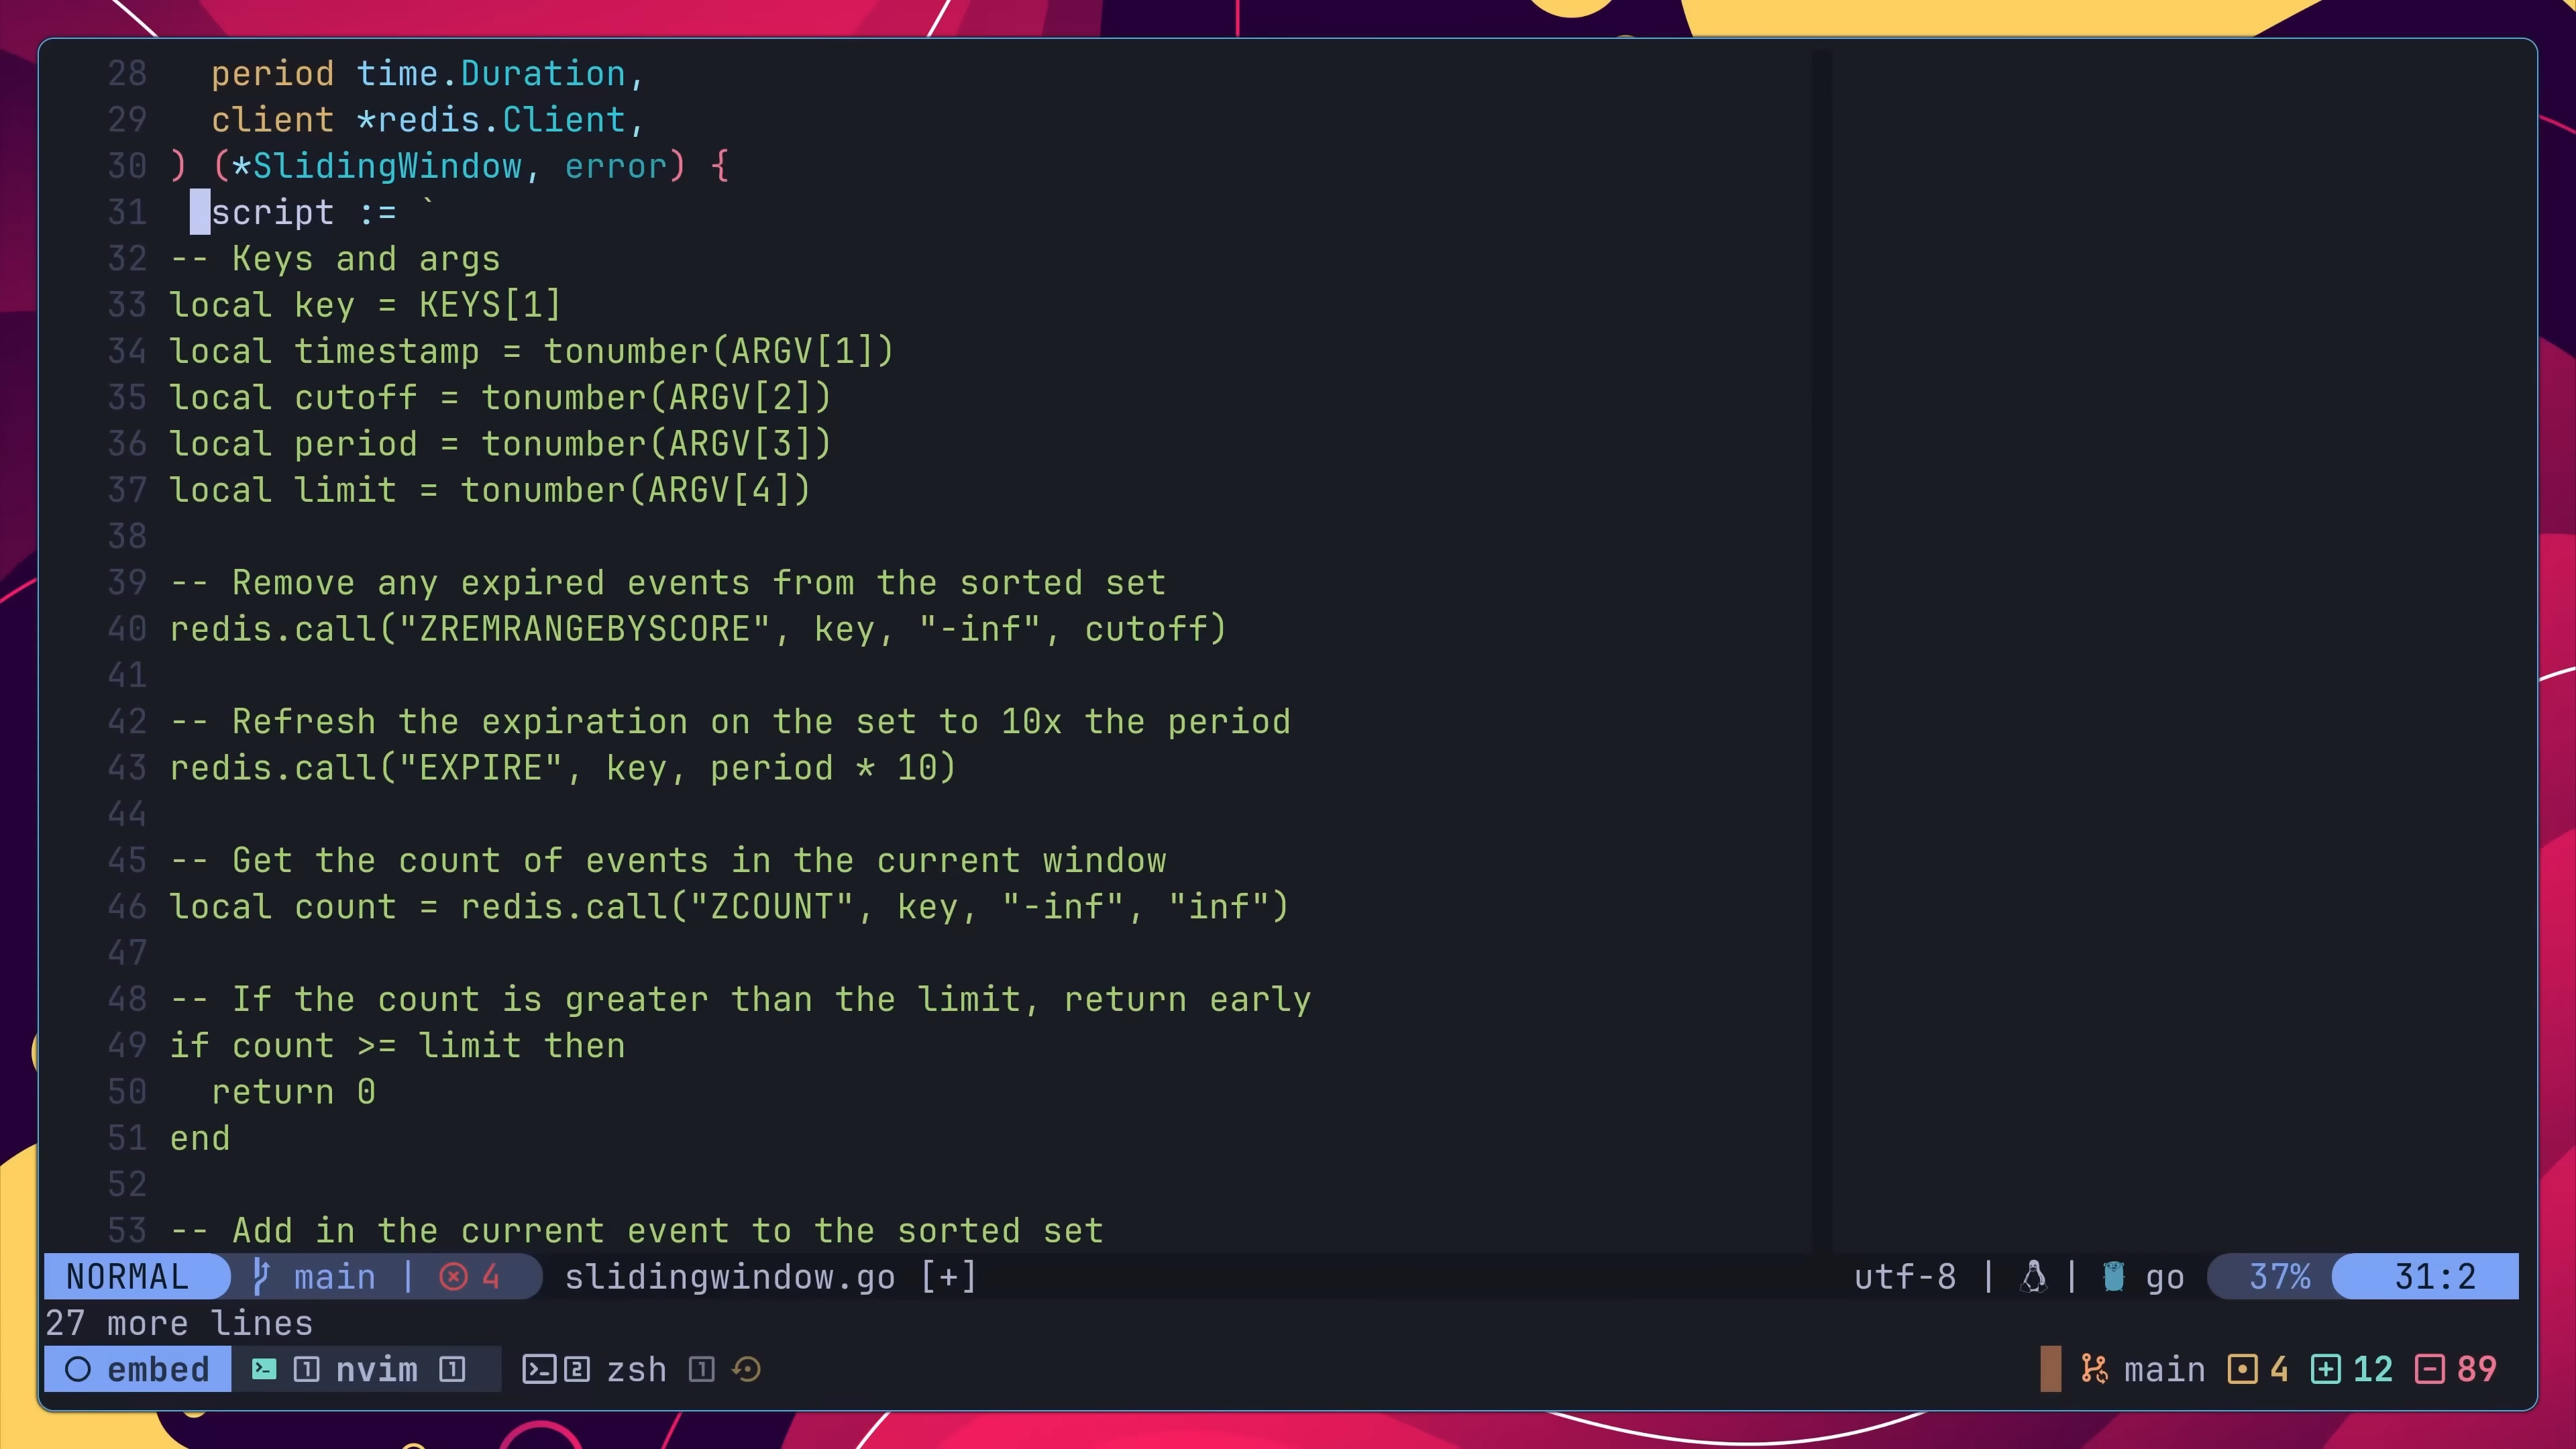 28   period time.Duration,
29   client *redis.Client,
30 ) (*SlidingWindow, error) {
31   script := `
32 -- Keys and args
33 local key = KEYS[1]
34 local timestamp = tonumber(ARGV[1])
35 local cutoff = tonumber(ARGV[2])
36 local period = tonumber(ARGV[3])
37 local limit = tonumber(ARGV[4])
38
39 -- Remove any expired events from the sorted set
40 redis.call("ZREMRANGEBYSCORE", key, "-inf", cutoff)
41
42 -- Refresh the expiration on the set to 10x the period
43 redis.call("EXPIRE", key, period * 10)
44
45 -- Get the count of events in the current window
46 local count = redis.call("ZCOUNT", key, "-inf", "inf")
47
48 -- If the count is greater than the limit, return early
49 if count >= limit then
50   return 0
51 end
52
53 -- Add in the current event to the sorted set
NORMAL main | 4 slidingwindow.go [+] utf-8 | | go 37% 31:2
27 more lines
embed 1 nvim 1 2 zsh 1 main 4 12 89